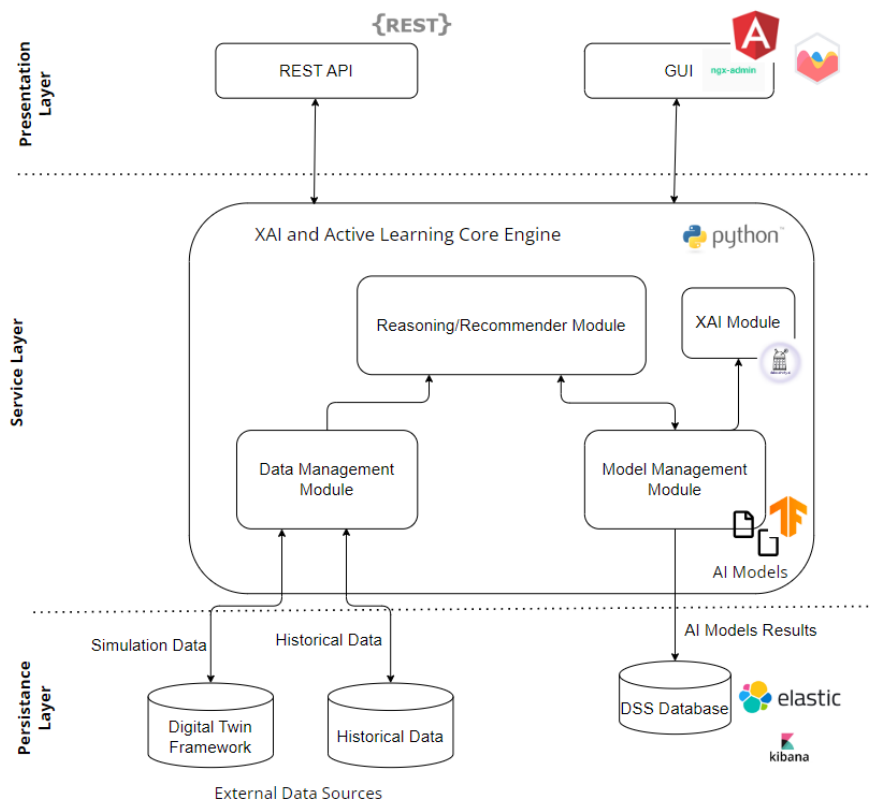 {REST}
Presentation
Layer
REST API
GUI
ngx-admin
XAI and Active Learning Core Engine
python
Reasoning/Recommender Module
XAI Module
Service Layer
Data Management
Module
Model Management
Module
AI Models
Simulation Data
Historical Data
AI Models Results
Persistance
Layer
Digital Twin
Framework
Historical Data
DSS Database
elastic
kibana
External Data Sources